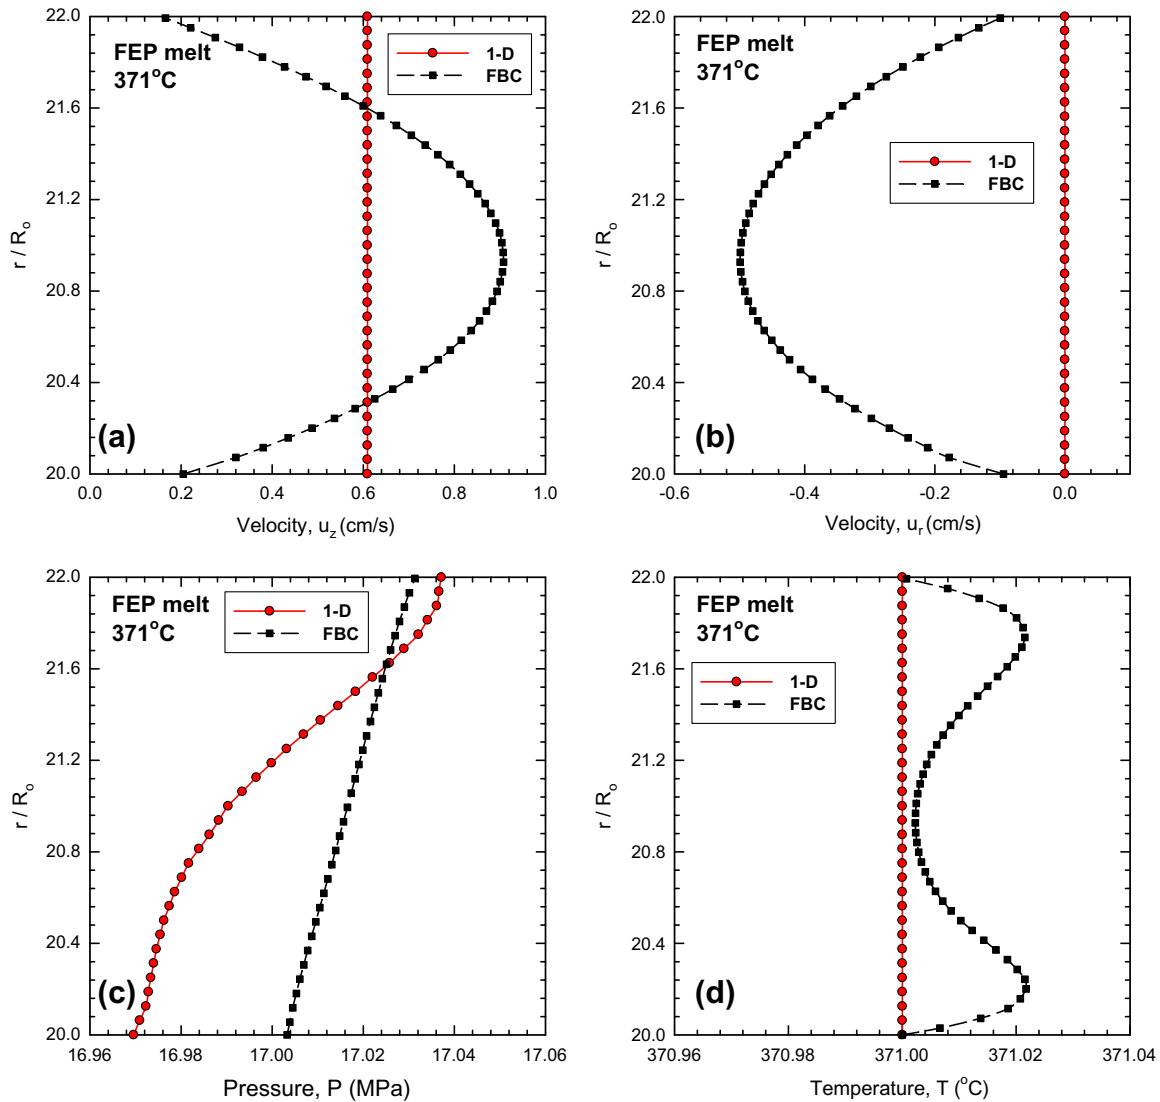 FEP melt
371°C
1-D
FBC
(a)
22.0
21.6
21.2
20.8
20.4
20.0
r / Rₒ
0.0 0.2 0.4 0.6 0.8 1.0
Velocity, u_z (cm/s)
FEP melt
371°C
1-D
FBC
(b)
22.0
21.6
21.2
20.8
20.4
20.0
r / Rₒ
-0.6 -0.4 -0.2 0.0
Velocity, u_r (cm/s)
FEP melt
371°C
1-D
FBC
(c)
22.0
21.6
21.2
20.8
20.4
20.0
r / Rₒ
16.96 16.98 17.00 17.02 17.04 17.06
Pressure, P (MPa)
FEP melt
371°C
1-D
FBC
(d)
22.0
21.6
21.2
20.8
20.4
20.0
r / Rₒ
370.96 370.98 371.00 371.02 371.04
Temperature, T (°C)